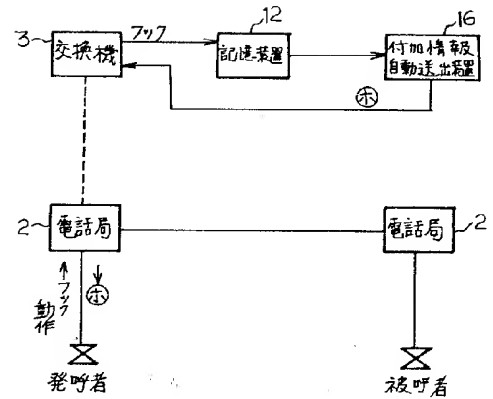 12
16
3
交換機
フック
記憶装置
付加情報
自動送出装置
ホ
2
電話局
電話局
2
フック
動作
ホ
発呼者
被呼者